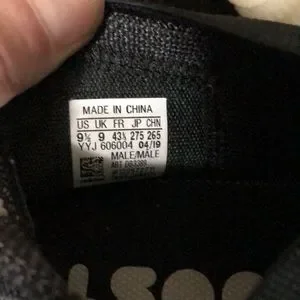 MADE IN CHINA
US UK FR JP CHN
9½ 9 43⅓ 275 265
YYJ 606004 04/19
MALE/MÂLE